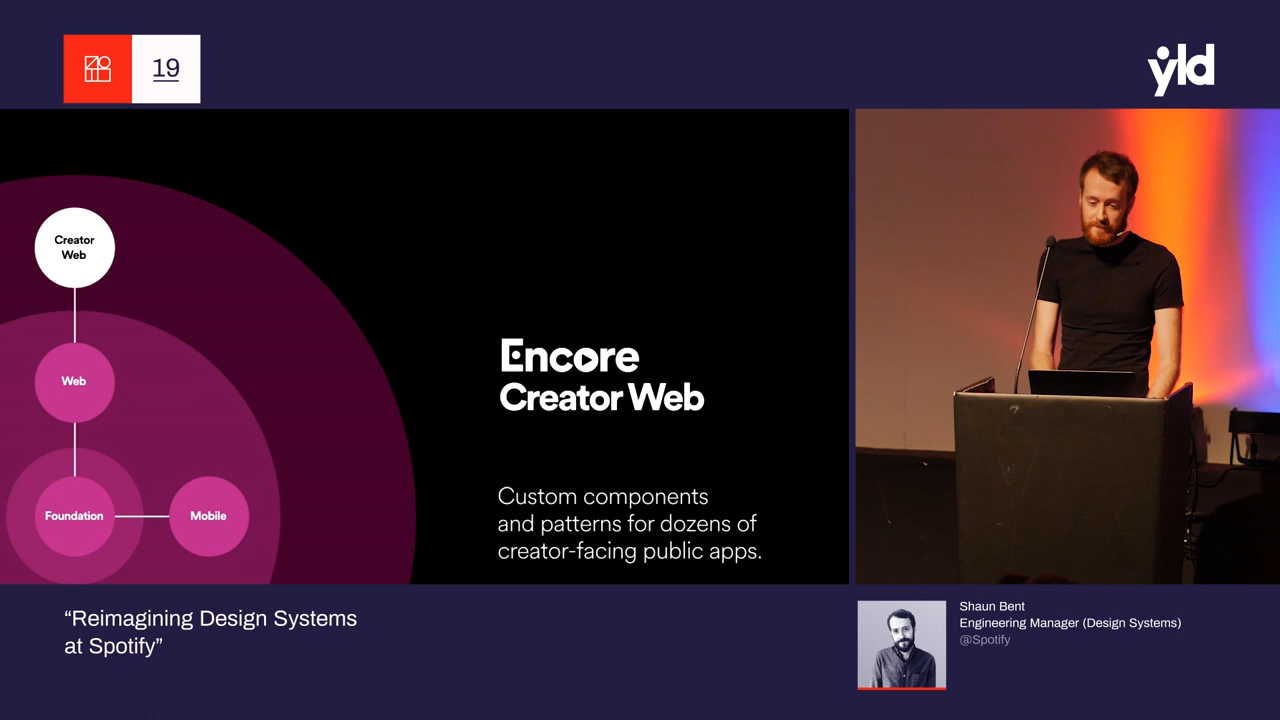 19
yld
Creator
Web
Web
Foundation
Mobile
Encore
Creator Web
Custom components
and patterns for dozens of
creator-facing public apps.
“Reimagining Design Systems
at Spotify”
Shaun Bent
Engineering Manager (Design Systems)
@Spotify